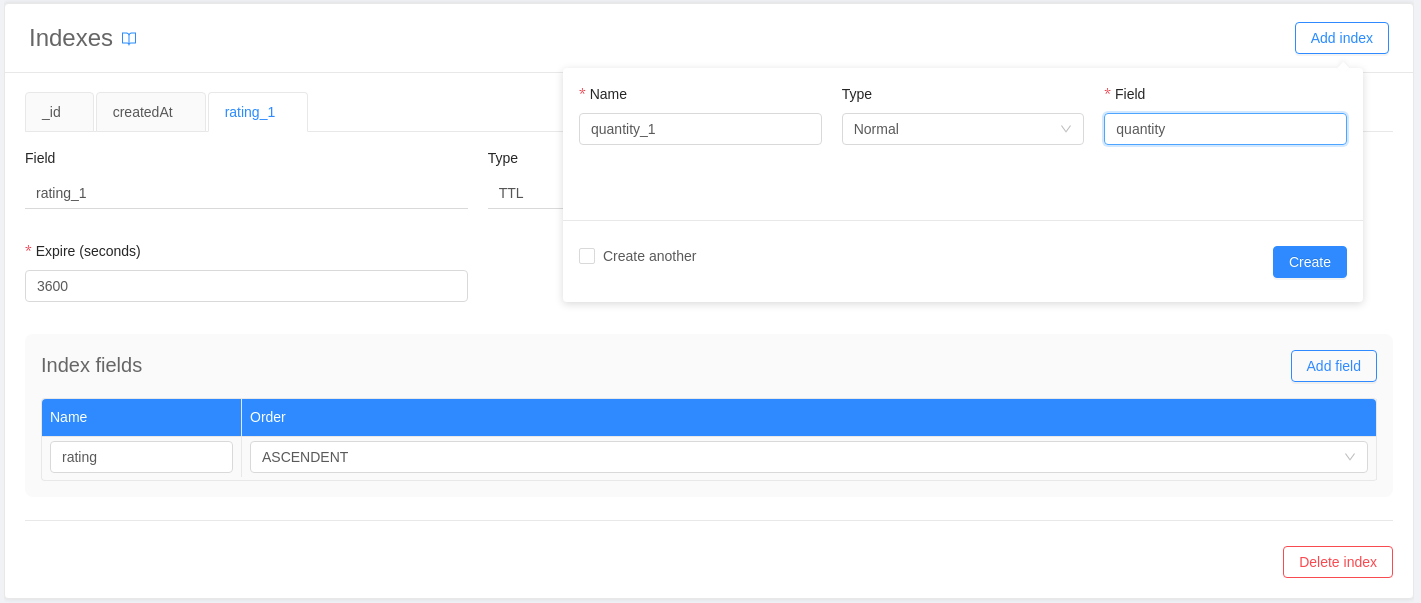 Indexes
Add index
_id createdAt rating_1
* Name Type * Field
quantity_1 Normal quantity
Field Type
rating_1 TTL
* Expire (seconds)
3600
Create another Create
Index fields Add field
Name Order
rating ASCENDENT
Delete index